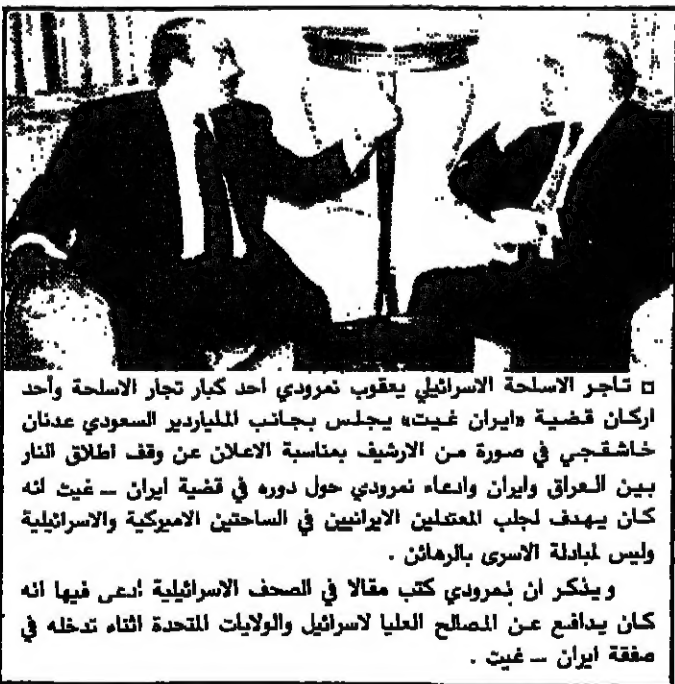 □ تاجر الاسلحة الاسرائيلي يعقوب نمرودي احد كبار تجار الاسلحة وأحد
اركان قضية «ايران غيت» يجلس بجانب الملياردير السعودي عدنان
خاشقجي في صورة من الارشيف بمناسبة الاعلان عن وقف اطلاق النار
بين العراق وايران وادعاء نمرودي حول دوره في قضية ايران ــ غيت انه
كان يهدف لجلب المعتدلين الايرانيين في الساحتين الاميركية والاسرائيلية
وليس لمبادلة الاسرى بالرهائن .
ويذكر ان نمرودي كتب مقالا في الصحف الاسرائيلية أدعى فيها انه
كان يدافع عن المصالح العليا لاسرائيل والولايات المتحدة اثناء تدخله في
صفقة ايران ــ غيت .